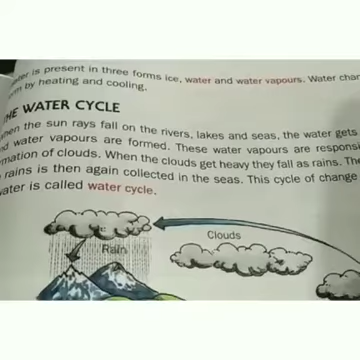 is present in three forms ice, water and water vapours. Water
by heating and cooling.
THE WATER CYCLE
when the sun rays fall on the rivers, lakes and seas, the water gets
water vapours are formed. These water vapours are
of clouds. When the clouds get heavy they fall as rains. The
rains is then again collected in the seas. This cycle of change
water is called water cycle.
Clouds
Rain